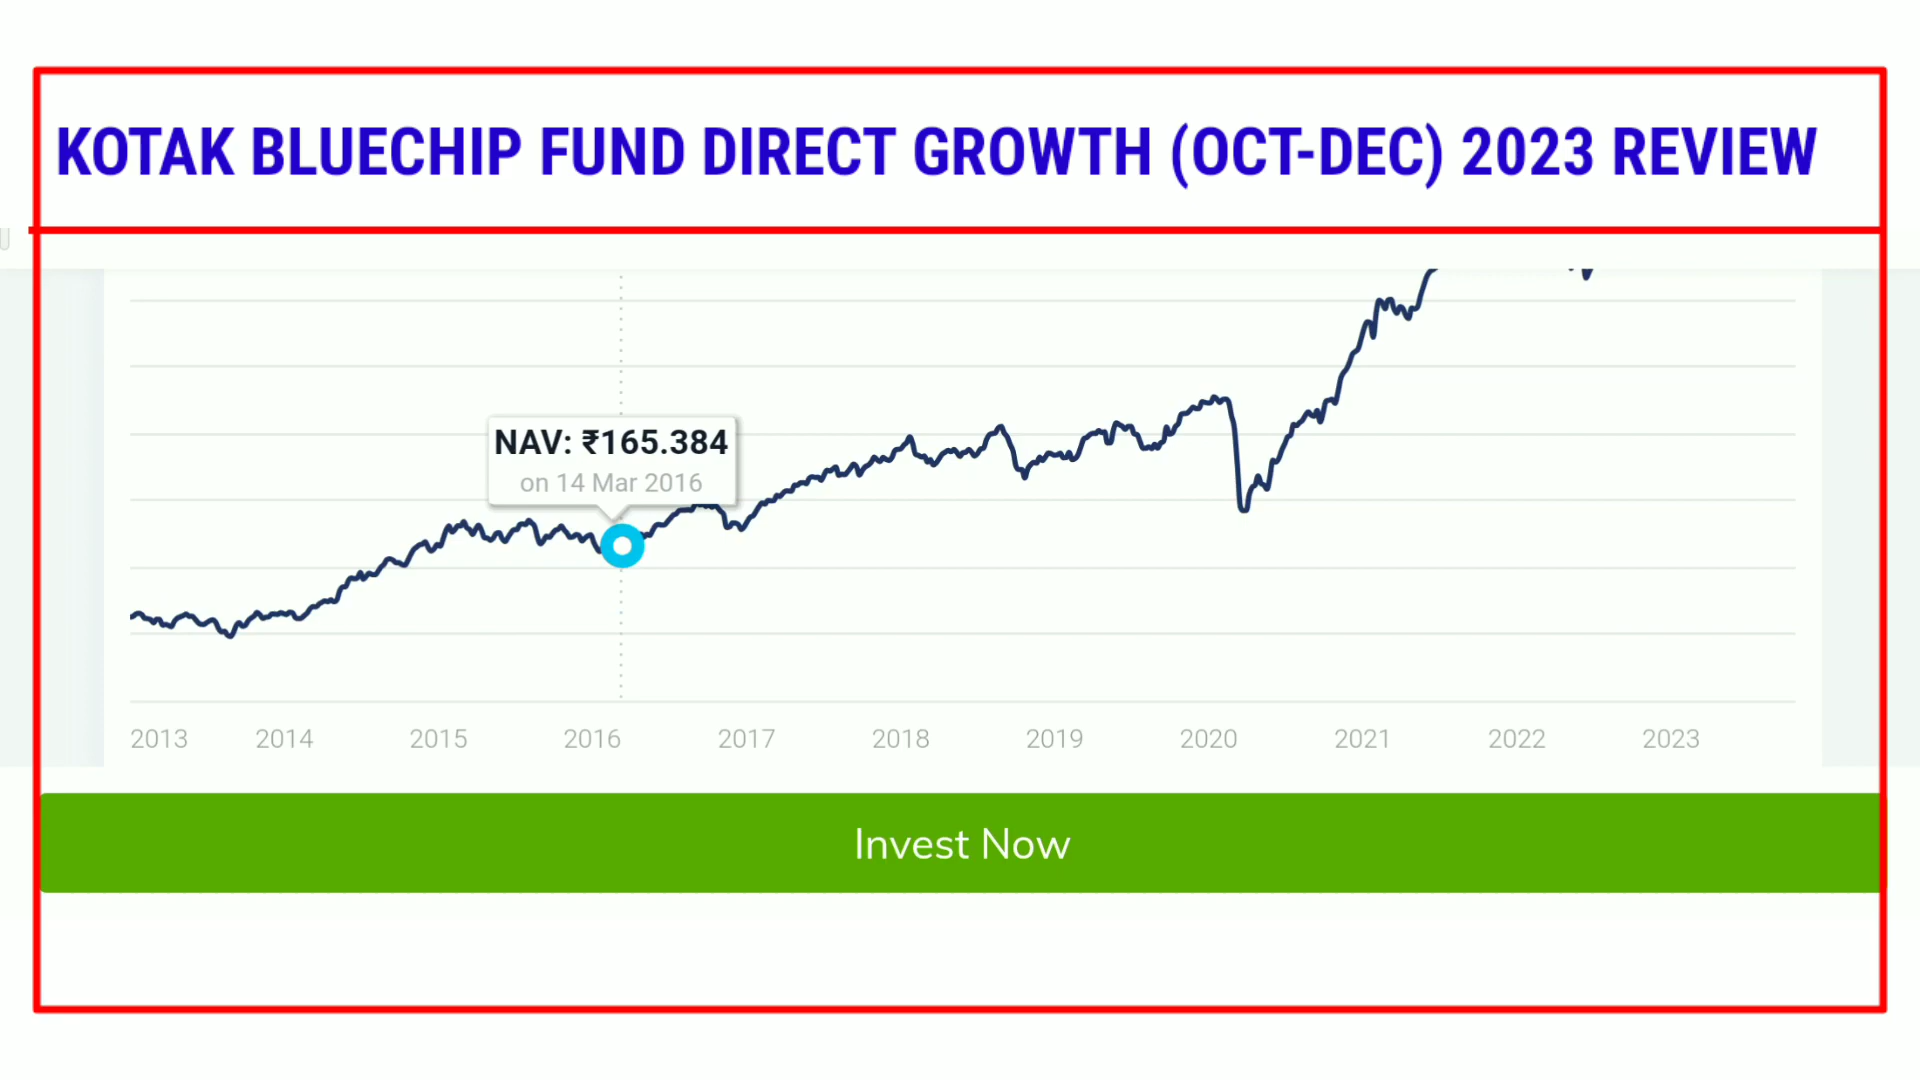 KOTAK BLUECHIP FUND DIRECT GROWTH (OCT-DEC) 2023 REVIEW
NAV: ₹165.384
on 14 Mar 2016
2013 2014 2015 2016 2017 2018 2019 2020 2021 2022 2023
Invest Now